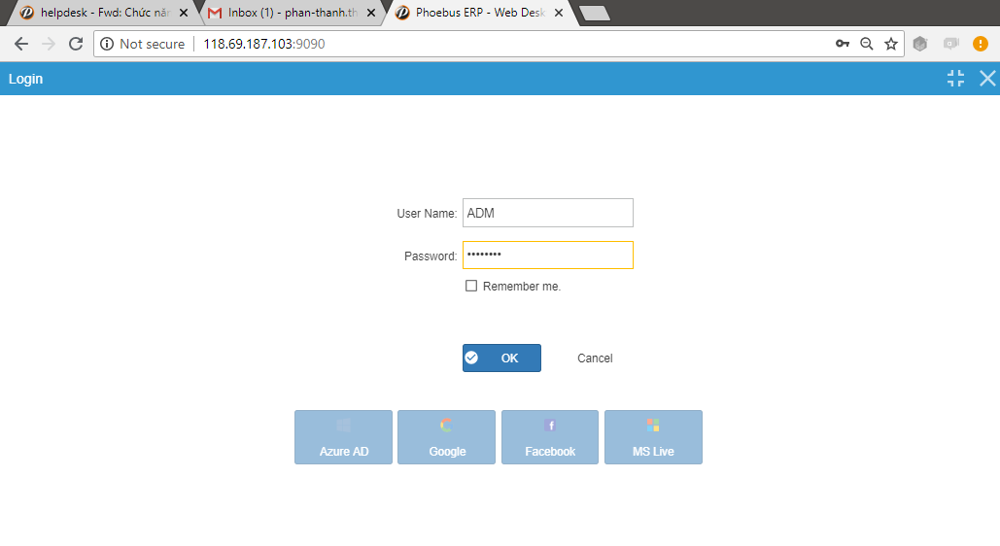 helpdesk - Fwd: Chức năn
Inbox (1) - phan-thanh.th
Phoebus ERP - Web Desk
Not secure
118.69.187.103:9090
Login
User Name: ADM
Password: ••••••••
Remember me.
OK
Cancel
Azure AD
Google
Facebook
MS Live